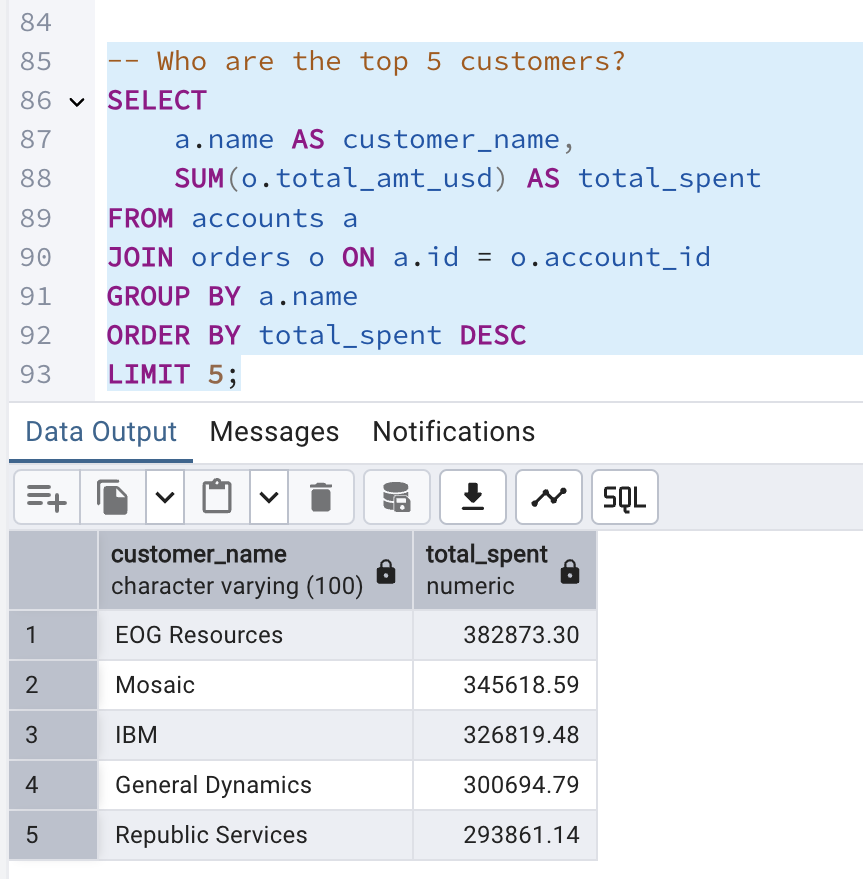 84
85 -- Who are the top 5 customers?
86 SELECT
87 a.name AS customer_name,
88 SUM(o.total_amt_usd) AS total_spent
89 FROM accounts a
90 JOIN orders o ON a.id = o.account_id
91 GROUP BY a.name
92 ORDER BY total_spent DESC
93 LIMIT 5;
Data Output Messages Notifications
SQL
customer_name total_spent
character varying (100) numeric
1 EOG Resources 382873.30
2 Mosaic 345618.59
3 IBM 326819.48
4 General Dynamics 300694.79
5 Republic Services 293861.14